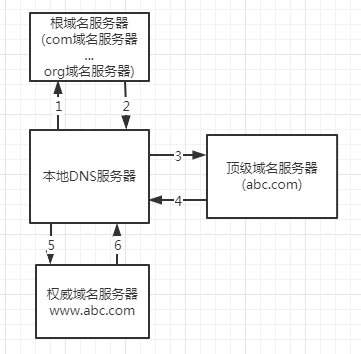 根域名服务器
(com域名服务器
...
org域名服务器)
1
2
本地DNS服务器
3
4
顶级域名服务器
(abc.com)
5
6
权威域名服务器
www.abc.com